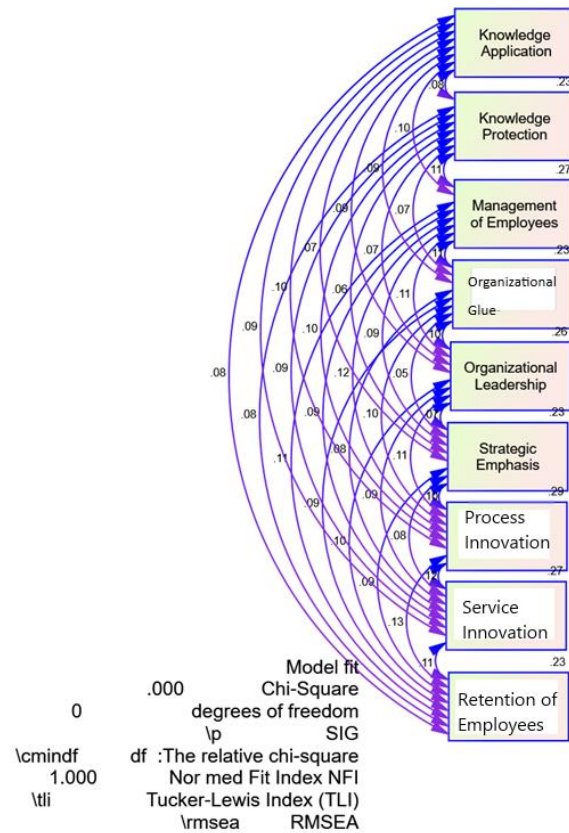 Knowledge
Application
.23
.08
Knowledge
Protection
.10
.27
.11
.09
Management
of Employees
.09
.07
.23
.11
.07
.07
Organizational
Glue
.10
.06
.11
.26
.09
.10
.09
.10
Organizational
Leadership
.08
.09
.12
.05
.23
.08
.09
.10
.07
Strategic
Emphasis
.11
.08
.11
.29
.09
.09
Process
Innovation
.10
.08
.27
.12
.09
.13
Service
Innovation
.11
.23
Model fit
.000 Chi-Square
0 degrees of freedom
\p SIG
\cmindf df :The relative chi-square
1.000 Nor med Fit Index NFI
\tli Tucker-Lewis Index (TLI)
\rmsea RMSEA
Retention of
Employees